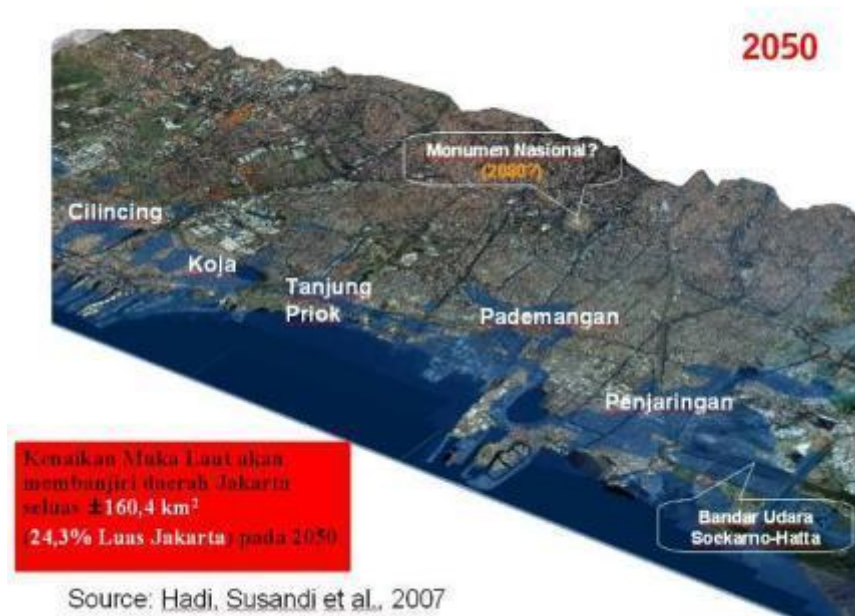 2050
Monumen Nasional?
(2080?)
Cilincing
Koja
Tanjung
Priok
Pademangan
Penjaringan
Kenaikan Muka Laut akan
membanjiri daerah Jakarta
seluas ±160,4 km²
(24,3% Luas Jakarta) pada 2050
Bandar Udara
Soekarno-Hatta
Source: Hadi, Susandi et al., 2007